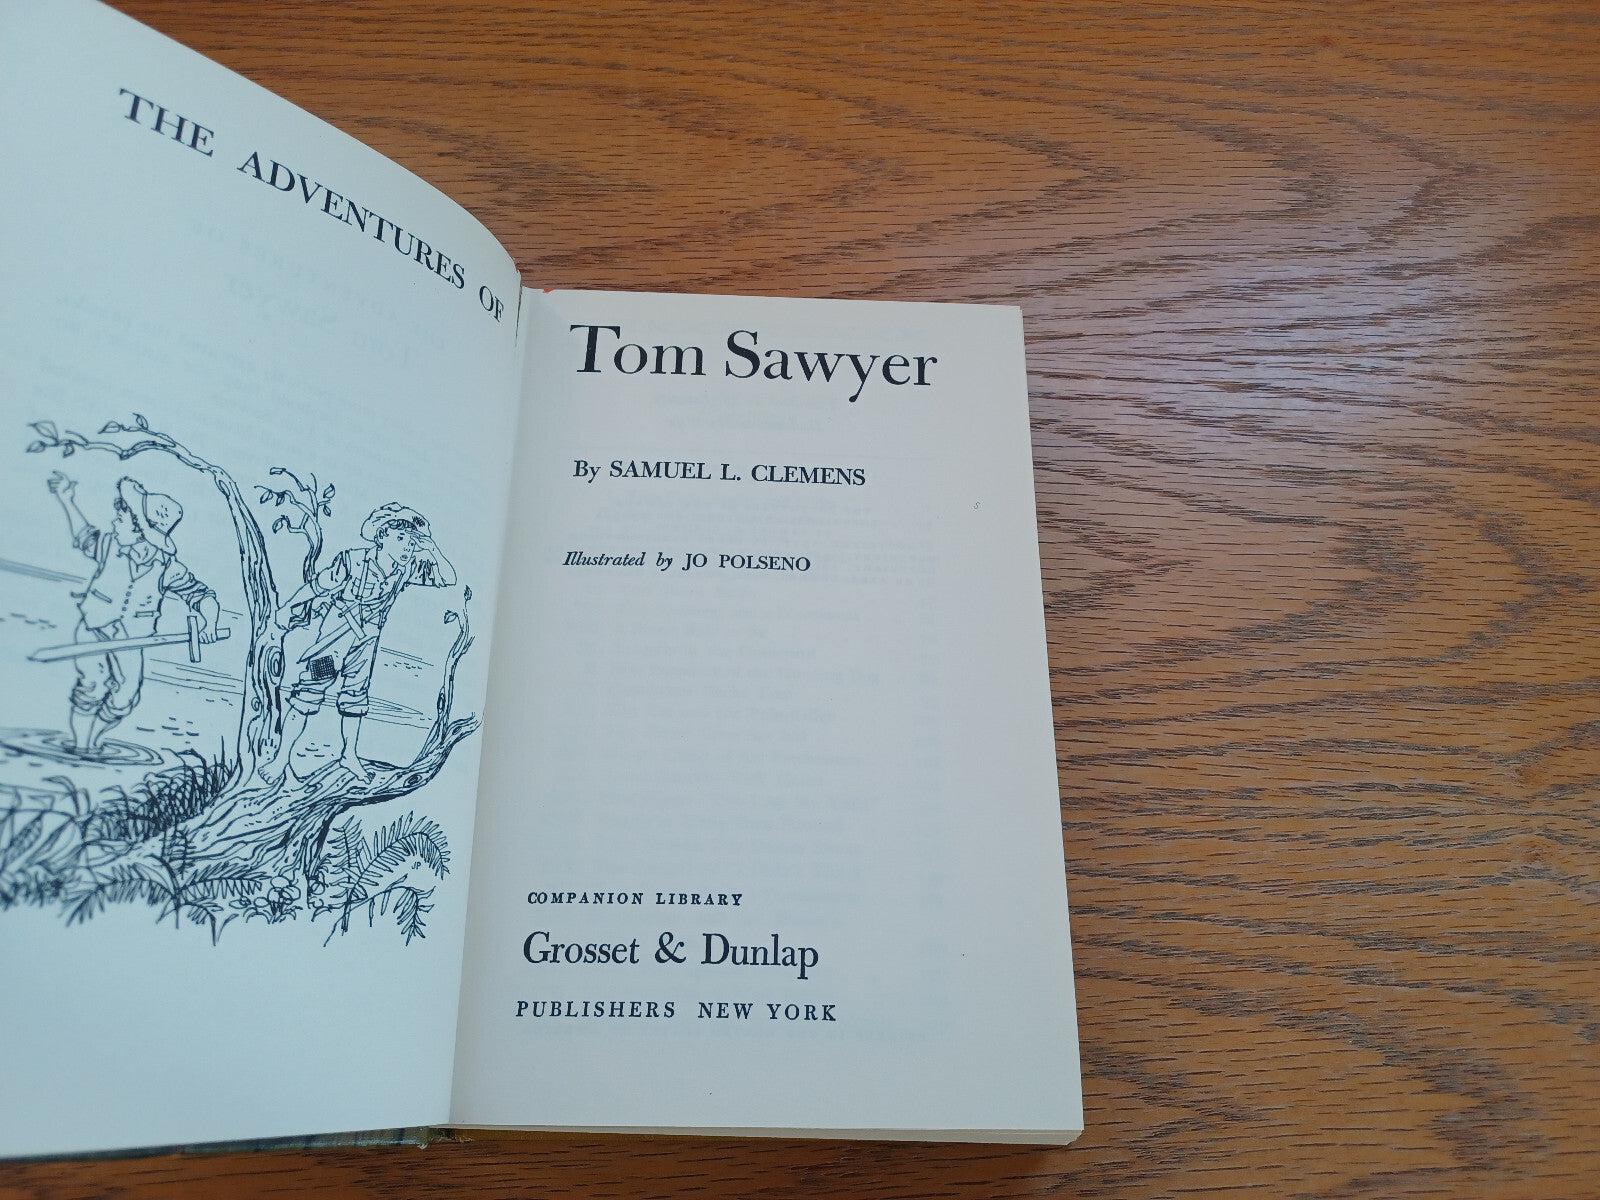 THE ADVENTURES OF
Tom Sawyer
By SAMUEL L. CLEMENS
Illustrated by JO POLSENO
JP
COMPANION LIBRARY
Grosset & Dunlap
PUBLISHERS NEW YORK